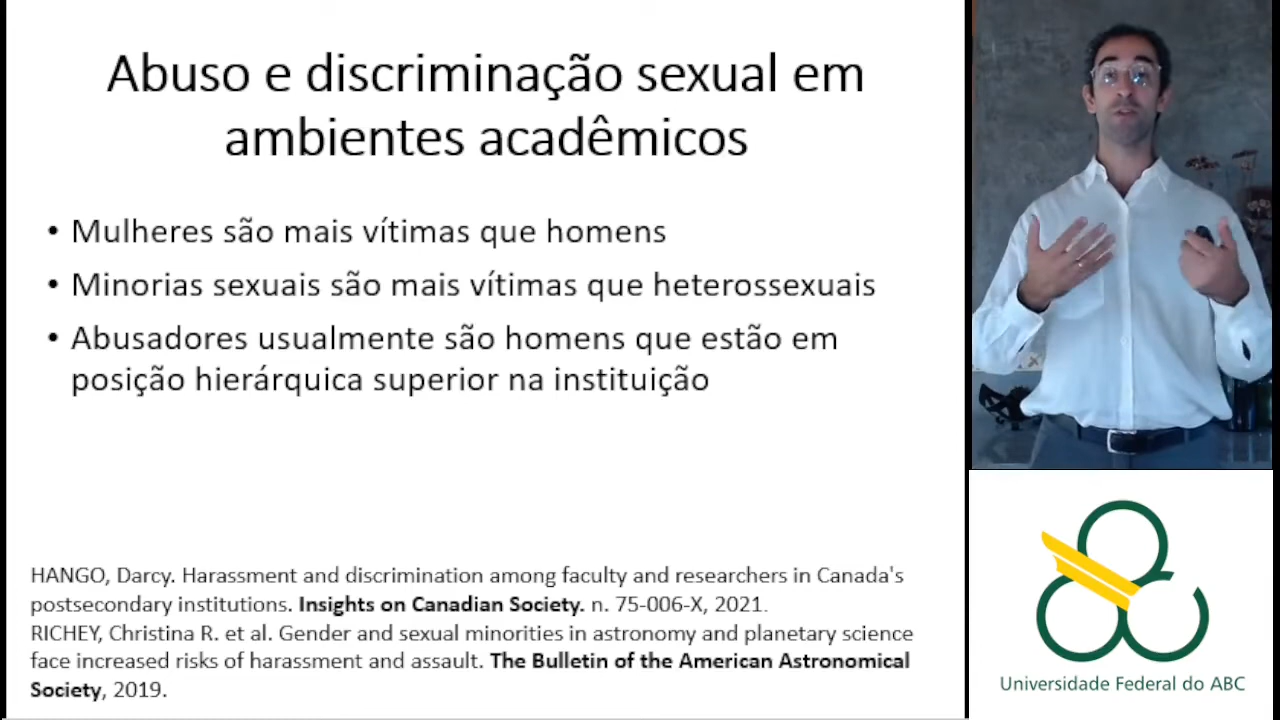 Abuso e discriminação sexual em
ambientes acadêmicos
• Mulheres são mais vítimas que homens
• Minorias sexuais são mais vítimas que heterossexuais
• Abusadores usualmente são homens que estão em
posição hierárquica superior na instituição
HANGO, Darcy. Harassment and discrimination among faculty and researchers in Canada's
postsecondary institutions. Insights on Canadian Society. n. 75-006-X, 2021.
RICHEY, Christina R. et al. Gender and sexual minorities in astronomy and planetary science
face increased risks of harassment and assault. The Bulletin of the American Astronomical
Society, 2019.
Universidade Federal do ABC